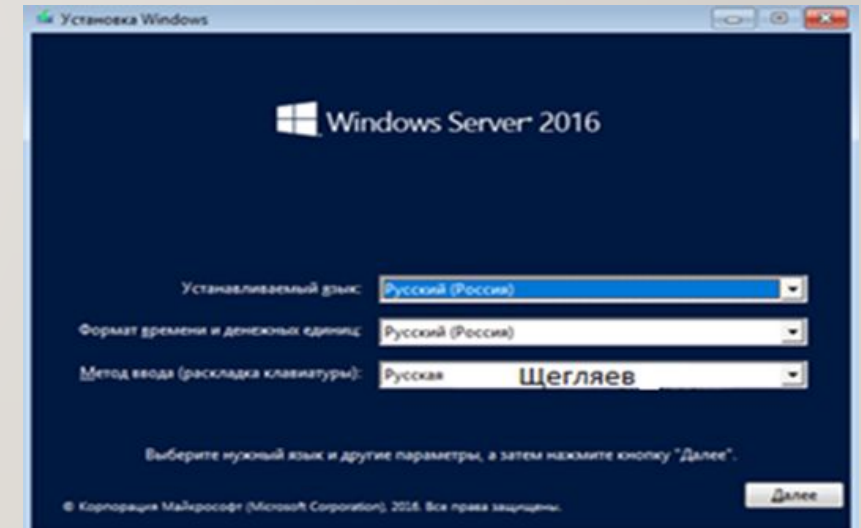 Установка Windows
Windows Server 2016
Устанавливаемый язык: Русский (Россия)
Формат времени и денежных единиц: Русский (Россия)
Метод ввода (раскладка клавиатуры): Русская Щегляев
Выберите нужный язык и другие параметры, а затем нажмите кнопку "Далее".
© Корпорация Майкрософт (Microsoft Corporation), 2016. Все права защищены.
Далее